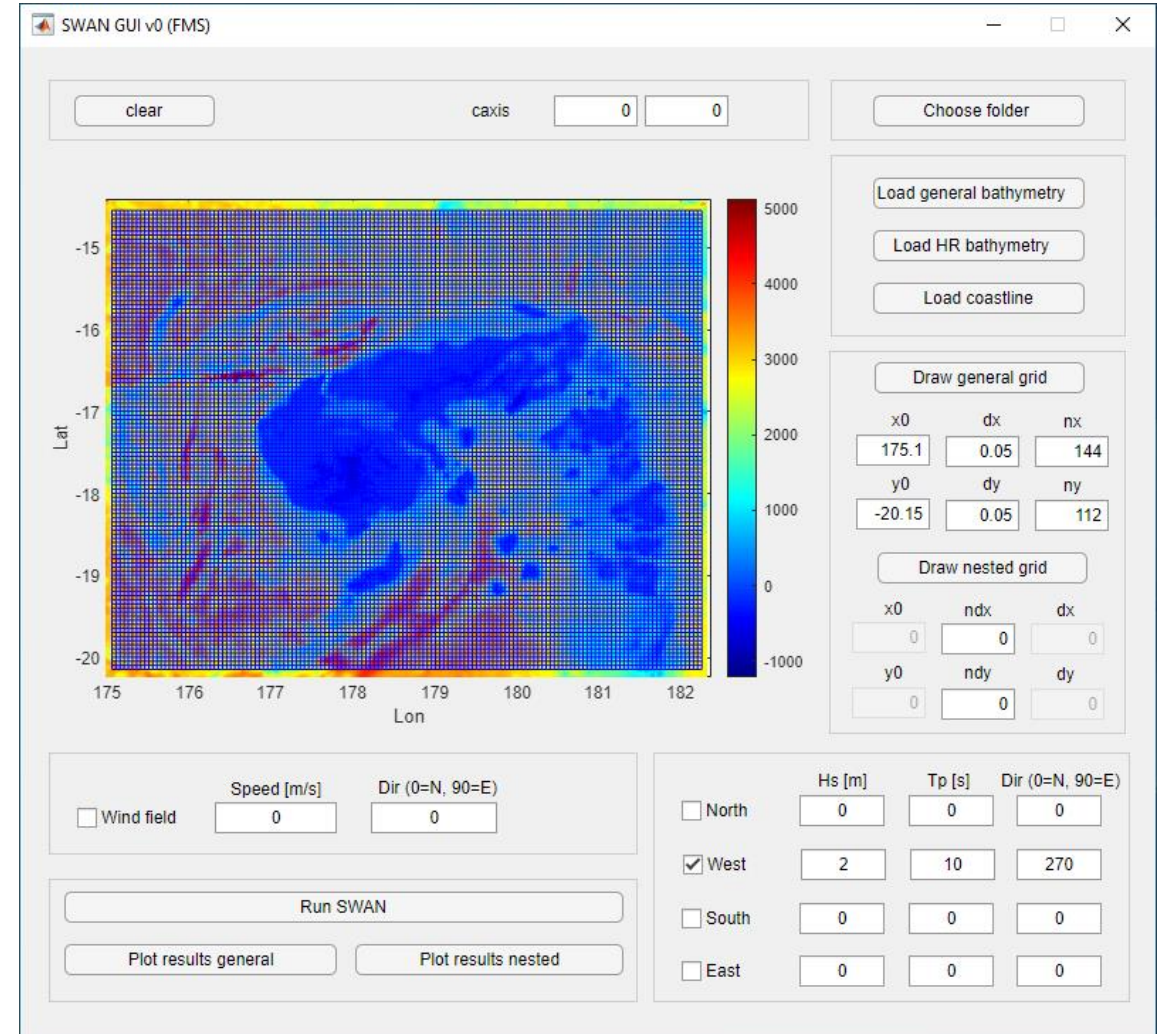 SWAN GUI v0 (FMS)
clear
caxis
0 0
Choose folder
Load general bathymetry
Load HR bathymetry
Load coastline
Draw general grid
x0 dx nx
175.1 0.05 144
y0 dy ny
-20.15 0.05 112
Draw nested grid
x0 ndx dx
0 0 0
y0 ndy dy
0 0 0
-15
-16
-17
-18
-19
-20
Lat
175 176 177 178 179 180 181 182
Lon
5000
4000
3000
2000
1000
0
-1000
Speed [m/s] Dir (0=N, 90=E)
Wind field 0 0
Run SWAN
Plot results general Plot results nested
Hs [m] Tp [s] Dir (0=N, 90=E)
North 0 0 0
West 2 10 270
South 0 0 0
East 0 0 0